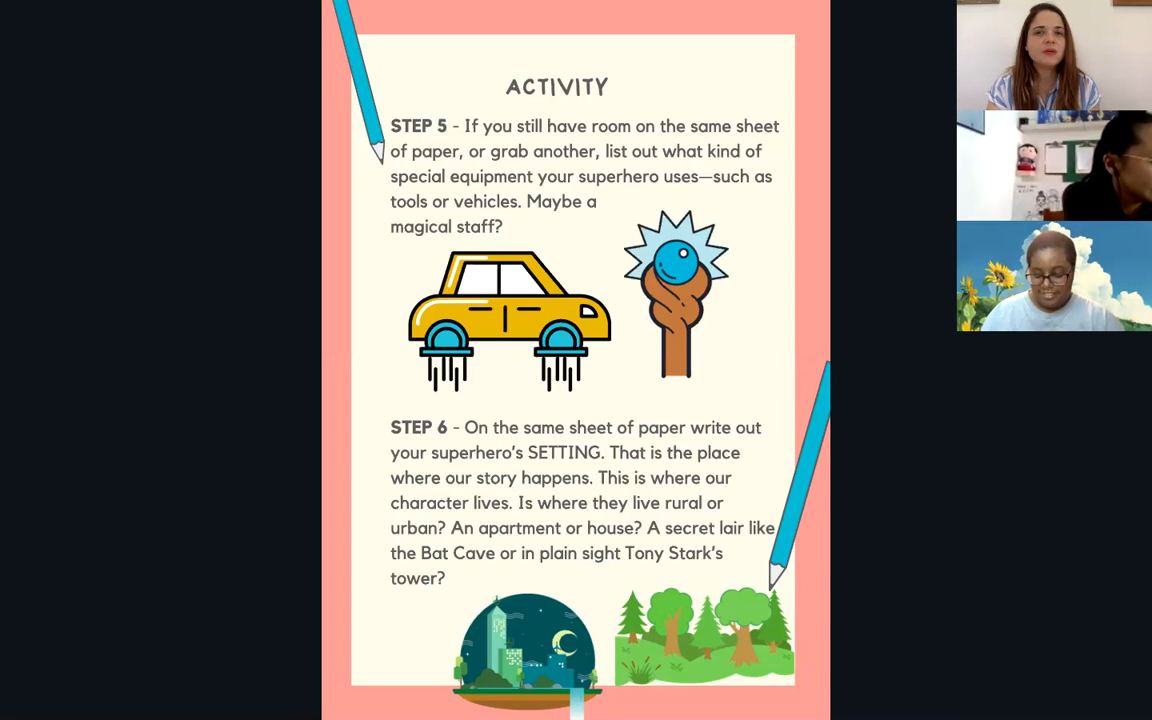 ACTIVITY
STEP 5 - If you still have room on the same sheet
of paper, or grab another, list out what kind of
special equipment your superhero uses—such as
tools or vehicles. Maybe a
magical staff?
STEP 6 - On the same sheet of paper write out
your superhero's SETTING. That is the place
where our story happens. This is where our
character lives. Is where they live rural or
urban? An apartment or house? A secret lair like
the Bat Cave or in plain sight Tony Stark's
tower?